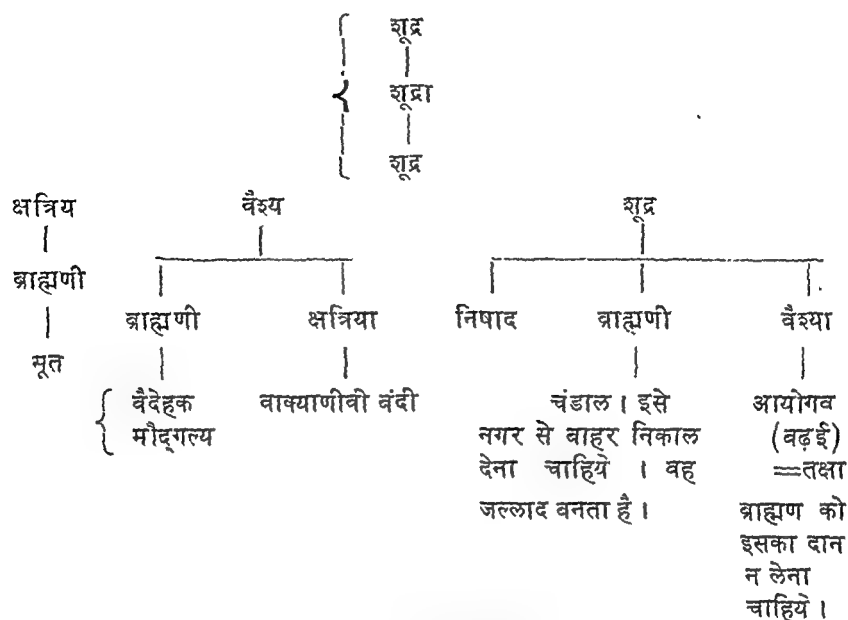 शूद्र
शूद्रा
शूद्र
क्षत्रिय वैश्य शूद्र
ब्राह्मणी
ब्राह्मणी क्षत्रिया निषाद ब्राह्मणी वैश्या
सूत
वैदेहक वाक्याणीवी वंदी चंडाल । इसे आयोगव
मौद्गल्य नगर से बाहर निकाल (बढ़ई)
देना चाहिये । वह ==तक्षा
जल्लाद बनता है । ब्राह्मण को
इसका दान
न लेना
चाहिये ।